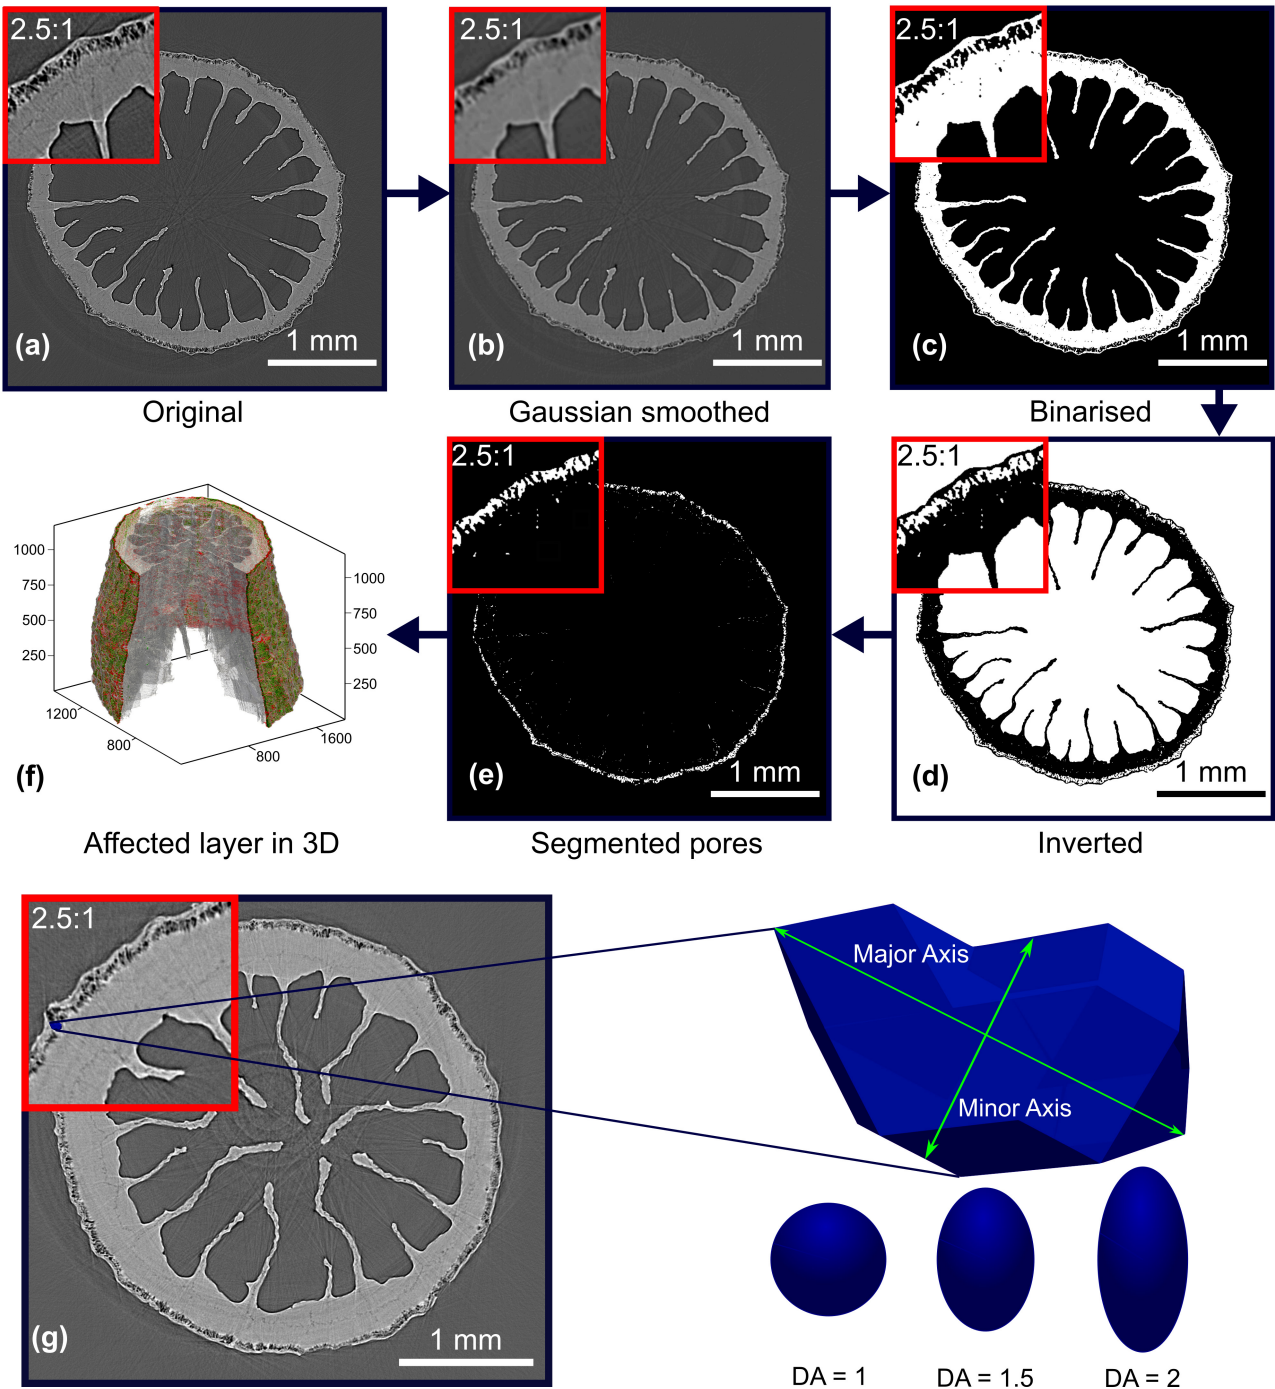 2.5:1
2.5:1
2.5:1
(a)
1 mm
(b)
1 mm
(c)
1 mm
Original
Gaussian smoothed
Binarised
2.5:1
2.5:1
1000
750
500
250
1000
750
500
250
1200
800
800
1600
(f)
(e)
1 mm
(d)
1 mm
Affected layer in 3D
Segmented pores
Inverted
2.5:1
Major Axis
Minor Axis
(g)
1 mm
DA = 1
DA = 1.5
DA = 2